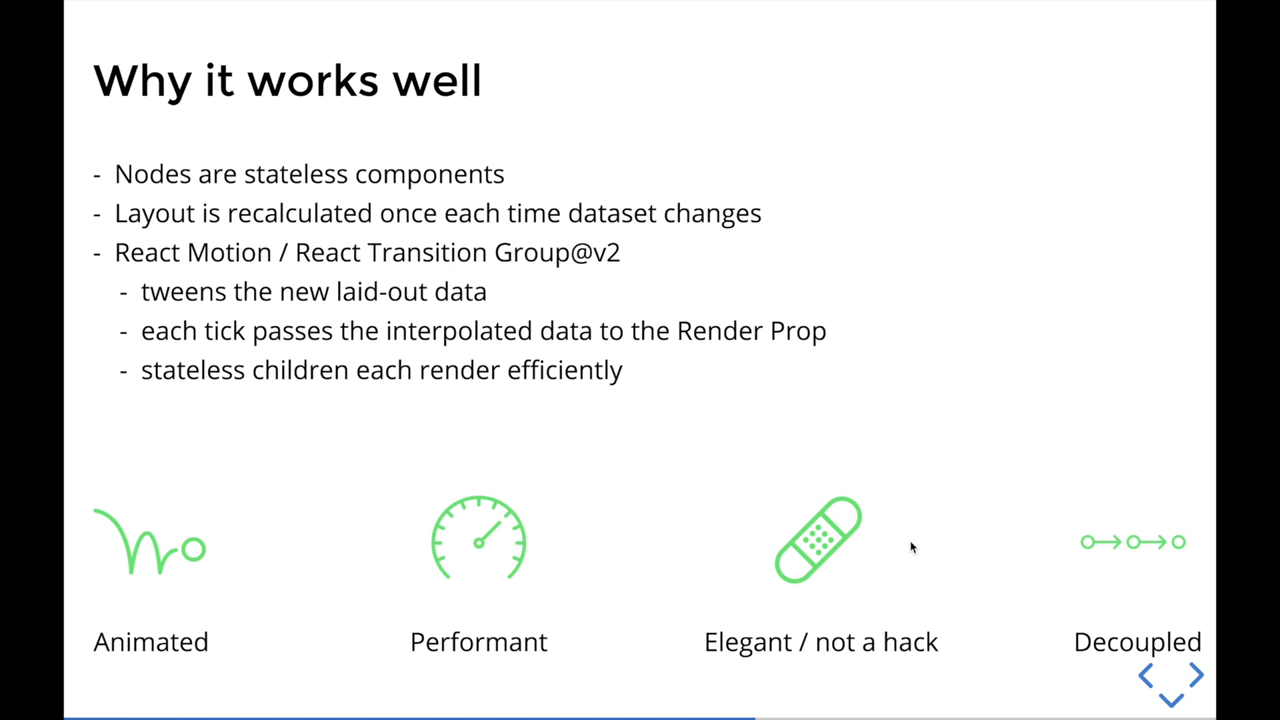 Why it works well
- Nodes are stateless components
- Layout is recalculated once each time dataset changes
- React Motion / React Transition Group@v2
- tweens the new laid-out data
- each tick passes the interpolated data to the Render Prop
- stateless children each render efficiently
Animated
Performant
Elegant / not a hack
Decoupled